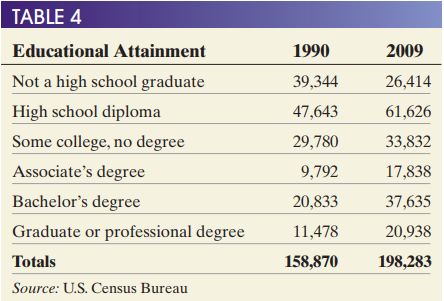 TABLE 4
Educational Attainment 1990 2009
Not a high school graduate 39,344 26,414
High school diploma 47,643 61,626
Some college, no degree 29,780 33,832
Associate's degree 9,792 17,838
Bachelor's degree 20,833 37,635
Graduate or professional degree 11,478 20,938
Totals 158,870 198,283
Source: U.S. Census Bureau